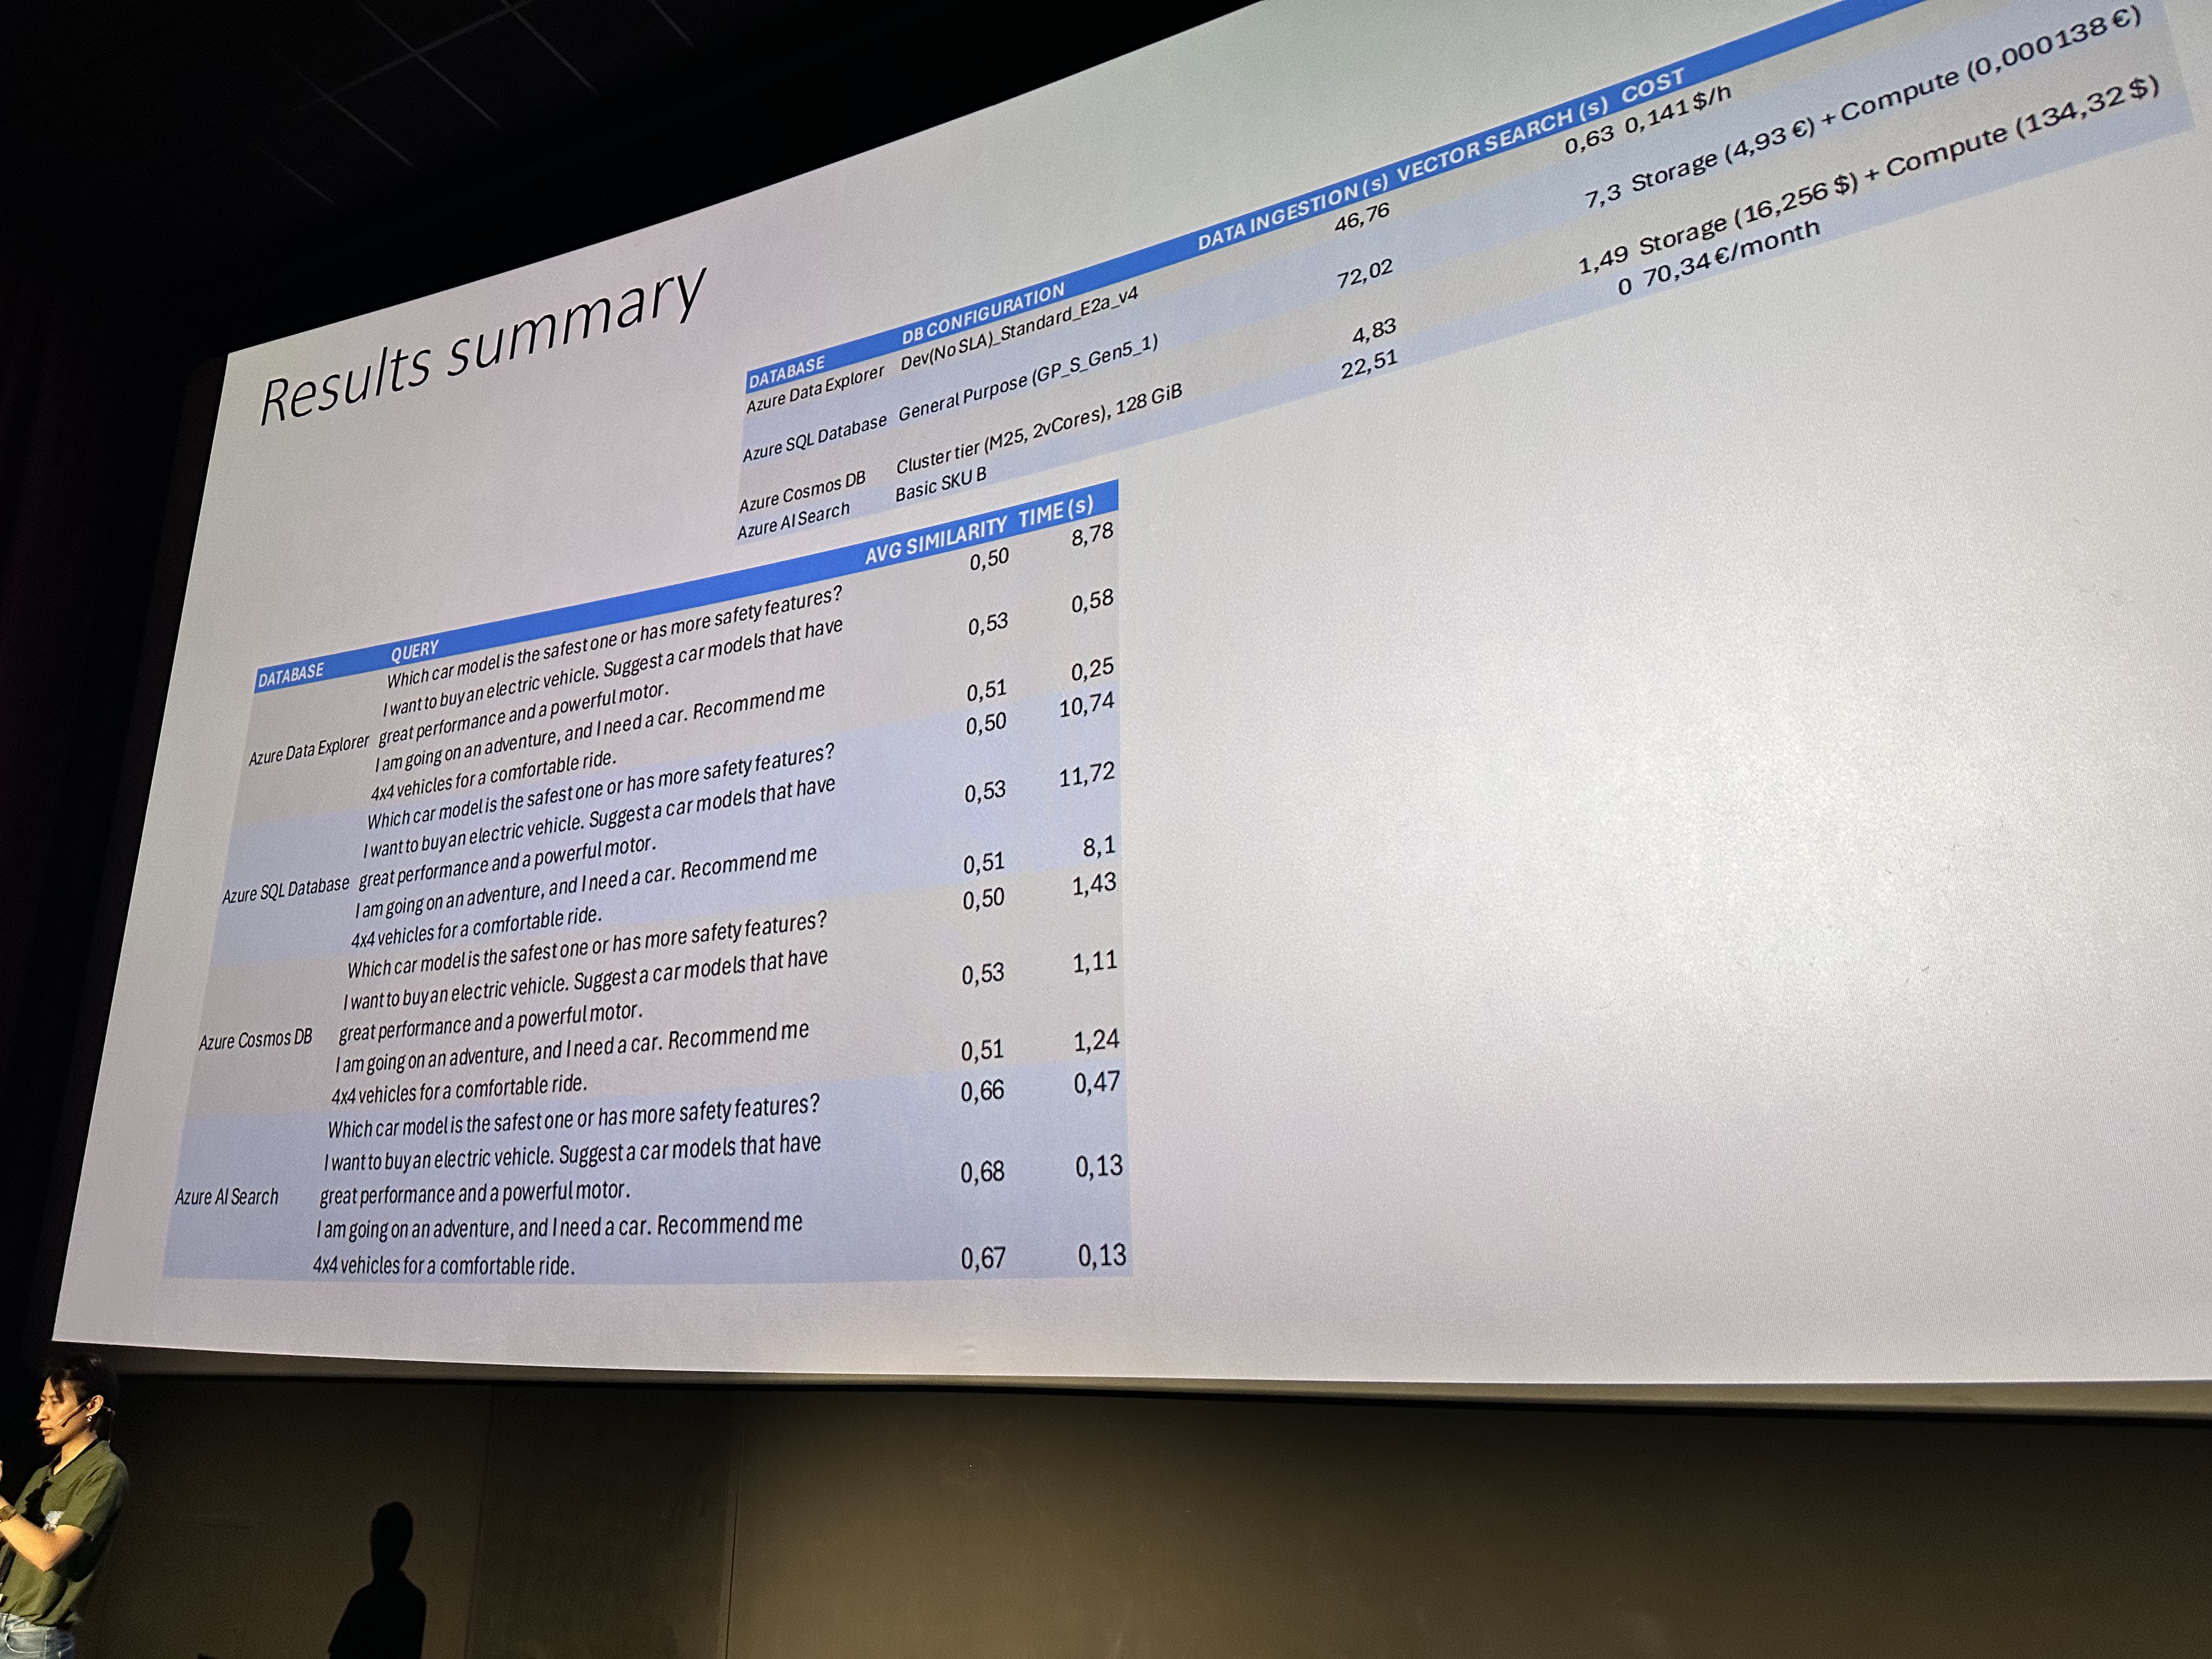 Results summary
DATABASE DB CONFIGURATION DATA INGESTION (s) VECTOR SEARCH (s) COST
Azure Data Explorer Dev(No SLA)_Standard_E2a_v4 46,76 0,63 0,141 $/h
Azure SQL Database General Purpose (GP_S_Gen5_1) 72,02 7,3 Storage (4,93 €) + Compute (0,000138 €)
Azure Cosmos DB Cluster tier (M25, 2vCores), 128 GiB 4,83 1,49 Storage (16,256 $) + Compute (134,32 $)
Azure AI Search Basic SKU B 22,51 0 70,34 €/month
DATABASE QUERY AVG SIMILARITY TIME (s)
Which car model is the safest one or has more safety features? 0,50 8,78
I want to buy an electric vehicle. Suggest a car models that have
great performance and a powerful motor. 0,53 0,58
Azure Data Explorer
I am going on an adventure, and I need a car. Recommend me
4x4 vehicles for a comfortable ride. 0,51 0,25
Which car model is the safest one or has more safety features? 0,50 10,74
I want to buy an electric vehicle. Suggest a car models that have
great performance and a powerful motor. 0,53 11,72
Azure SQL Database
I am going on an adventure, and I need a car. Recommend me
4x4 vehicles for a comfortable ride. 0,51 8,1
Which car model is the safest one or has more safety features? 0,50 1,43
I want to buy an electric vehicle. Suggest a car models that have
great performance and a powerful motor. 0,53 1,11
Azure Cosmos DB
I am going on an adventure, and I need a car. Recommend me
4x4 vehicles for a comfortable ride. 0,51 1,24
Which car model is the safest one or has more safety features? 0,66 0,47
I want to buy an electric vehicle. Suggest a car models that have
great performance and a powerful motor. 0,68 0,13
Azure AI Search
I am going on an adventure, and I need a car. Recommend me
4x4 vehicles for a comfortable ride. 0,67 0,13